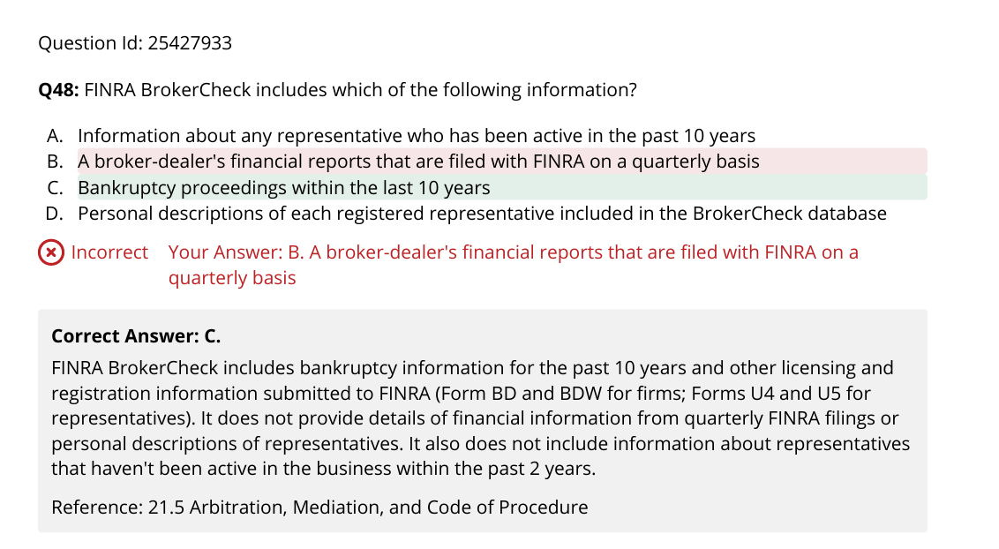 Question Id: 25427933
Q48: FINRA BrokerCheck includes which of the following information?
A. Information about any representative who has been active in the past 10 years
B. A broker-dealer's financial reports that are filed with FINRA on a quarterly basis
C. Bankruptcy proceedings within the last 10 years
D. Personal descriptions of each registered representative included in the BrokerCheck database
Incorrect Your Answer: B. A broker-dealer's financial reports that are filed with FINRA on a
quarterly basis
Correct Answer: C.
FINRA BrokerCheck includes bankruptcy information for the past 10 years and other licensing and
registration information submitted to FINRA (Form BD and BDW for firms; Forms U4 and U5 for
representatives). It does not provide details of financial information from quarterly FINRA filings or
personal descriptions of representatives. It also does not include information about representatives
that haven't been active in the business within the past 2 years.
Reference: 21.5 Arbitration, Mediation, and Code of Procedure